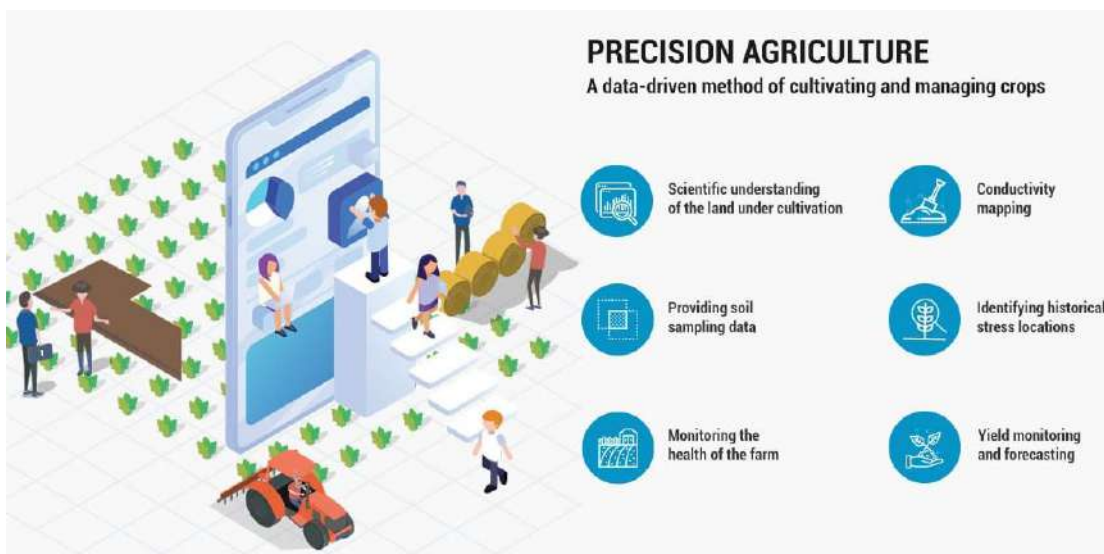 PRECISION AGRICULTURE
A data-driven method of cultivating and managing crops
Scientific understanding
of the land under cultivation
Conductivity
mapping
Providing soil
sampling data
Identifying historical
stress locations
Monitoring the
health of the farm
Yield monitoring
and forecasting